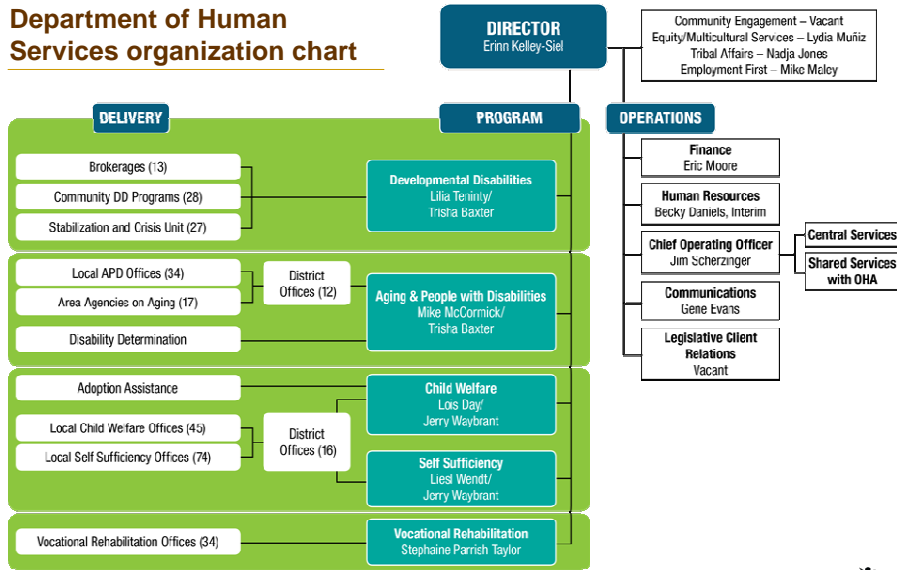 Department of Human
Services organization chart
DIRECTOR
Erinn Kelley-Siel
Community Engagement – Vacant
Equity/Multicultural Services – Lydia Muñiz
Tribal Affairs – Nadja Jones
Employment First – Mike Maley
DELIVERY
PROGRAM
OPERATIONS
Brokerages (13)
Community DD Programs (28)
Stabilization and Crisis Unit (27)
Developmental Disabilities
Lilia Teninty/
Trisha Baxter
Local APD Offices (34)
Area Agencies on Aging (17)
Disability Determination
District
Offices (12)
Aging & People with Disabilities
Mike McCormick/
Trisha Baxter
Adoption Assistance
Local Child Welfare Offices (45)
Local Self Sufficiency Offices (74)
District
Offices (16)
Child Welfare
Lois Day/
Jerry Waybrant
Self Sufficiency
Liesl Wendt/
Jerry Waybrant
Vocational Rehabilitation Offices (34)
Vocational Rehabilitation
Stephaine Parrish Taylor
Finance
Eric Moore
Human Resources
Becky Daniels, Interim
Chief Operating Officer
Jim Scherzinger
Central Services
Shared Services
with OHA
Communications
Gene Evans
Legislative Client
Relations
Vacant